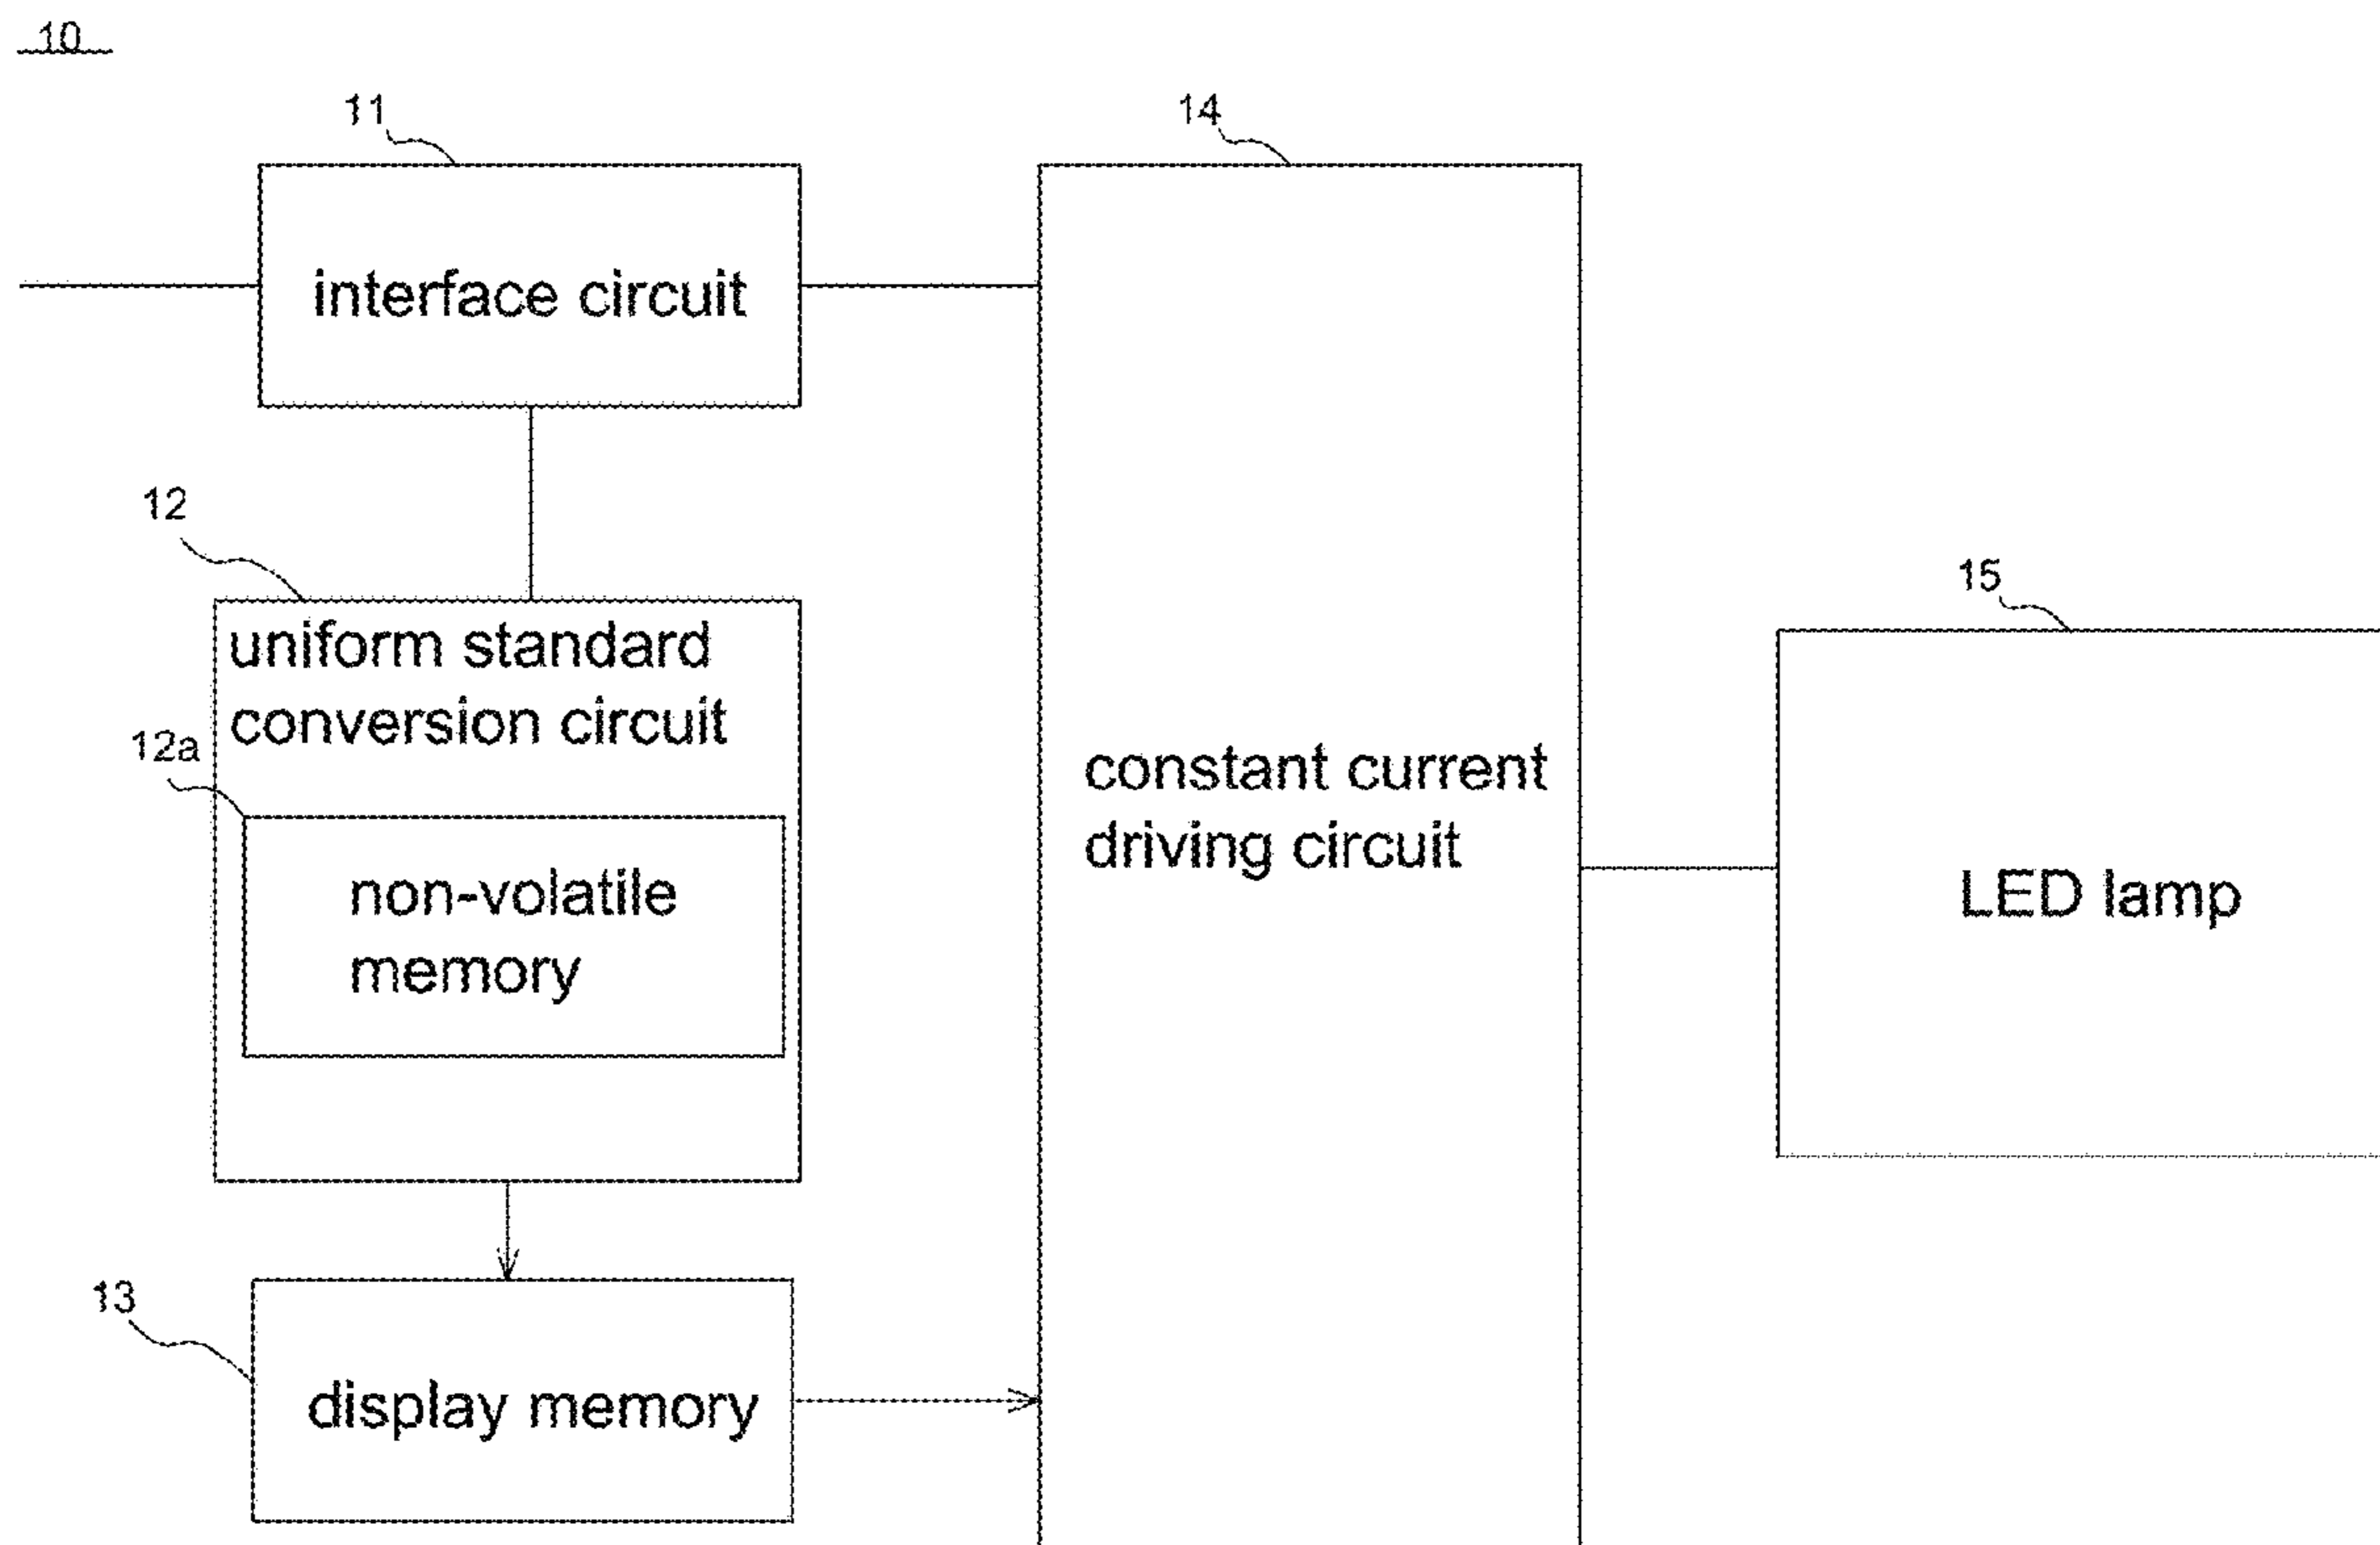 10
11
interface circuit
14
12
uniform standard
conversion circuit
12a
non-volatile
memory
13
display memory
constant current
driving circuit
15
LED lamp